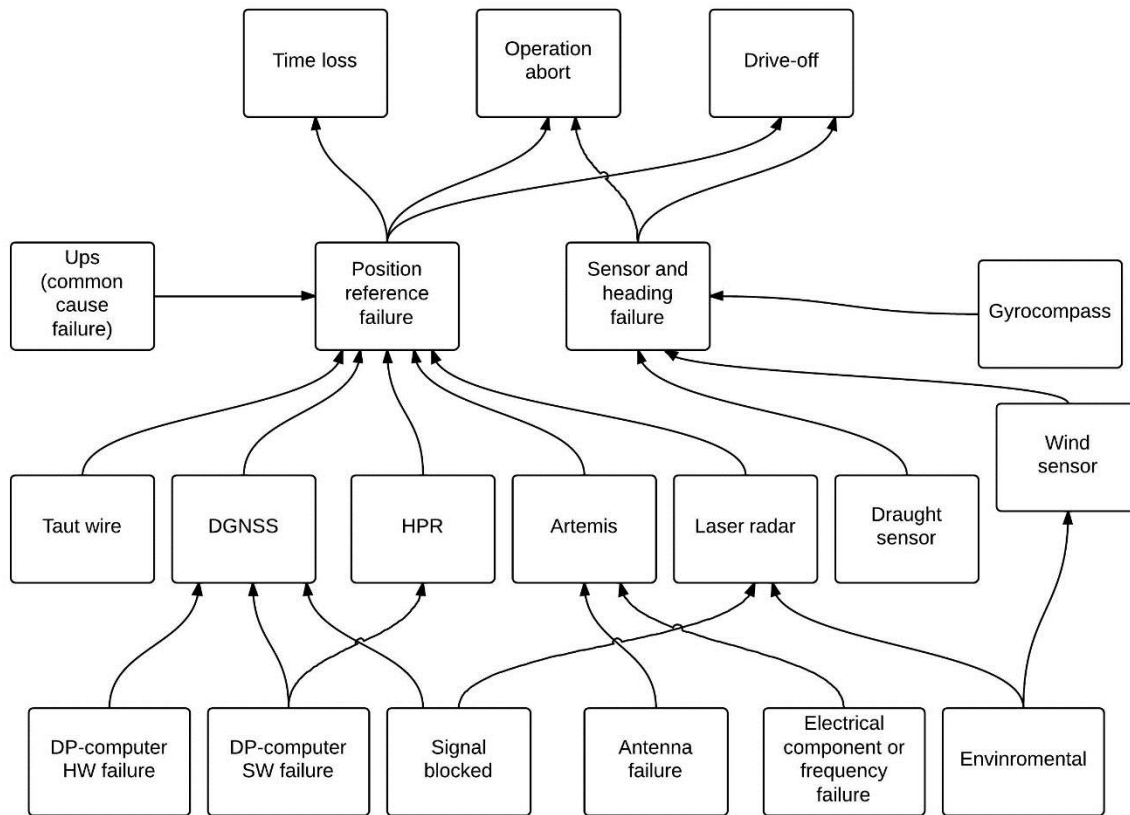 Time loss
Operation
abort
Drive-off
Ups
(common
cause
failure)
Position
reference
failure
Sensor and
heading
failure
Gyrocompass
Wind
sensor
Taut wire
DGNSS
HPR
Artemis
Laser radar
Draught
sensor
DP-computer
HW failure
DP-computer
SW failure
Signal
blocked
Antenna
failure
Electrical
component or
frequency
failure
Envinromental